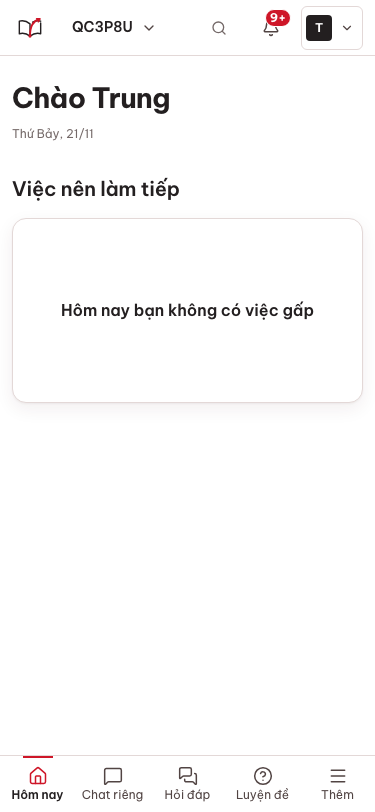 QC3P8U
9+
T
Chào Trung
Thứ Bảy, 21/11
Việc nên làm tiếp
Hôm nay bạn không có việc gấp
Hôm nay
Chat riêng
Hỏi đáp
Luyện đề
Thêm